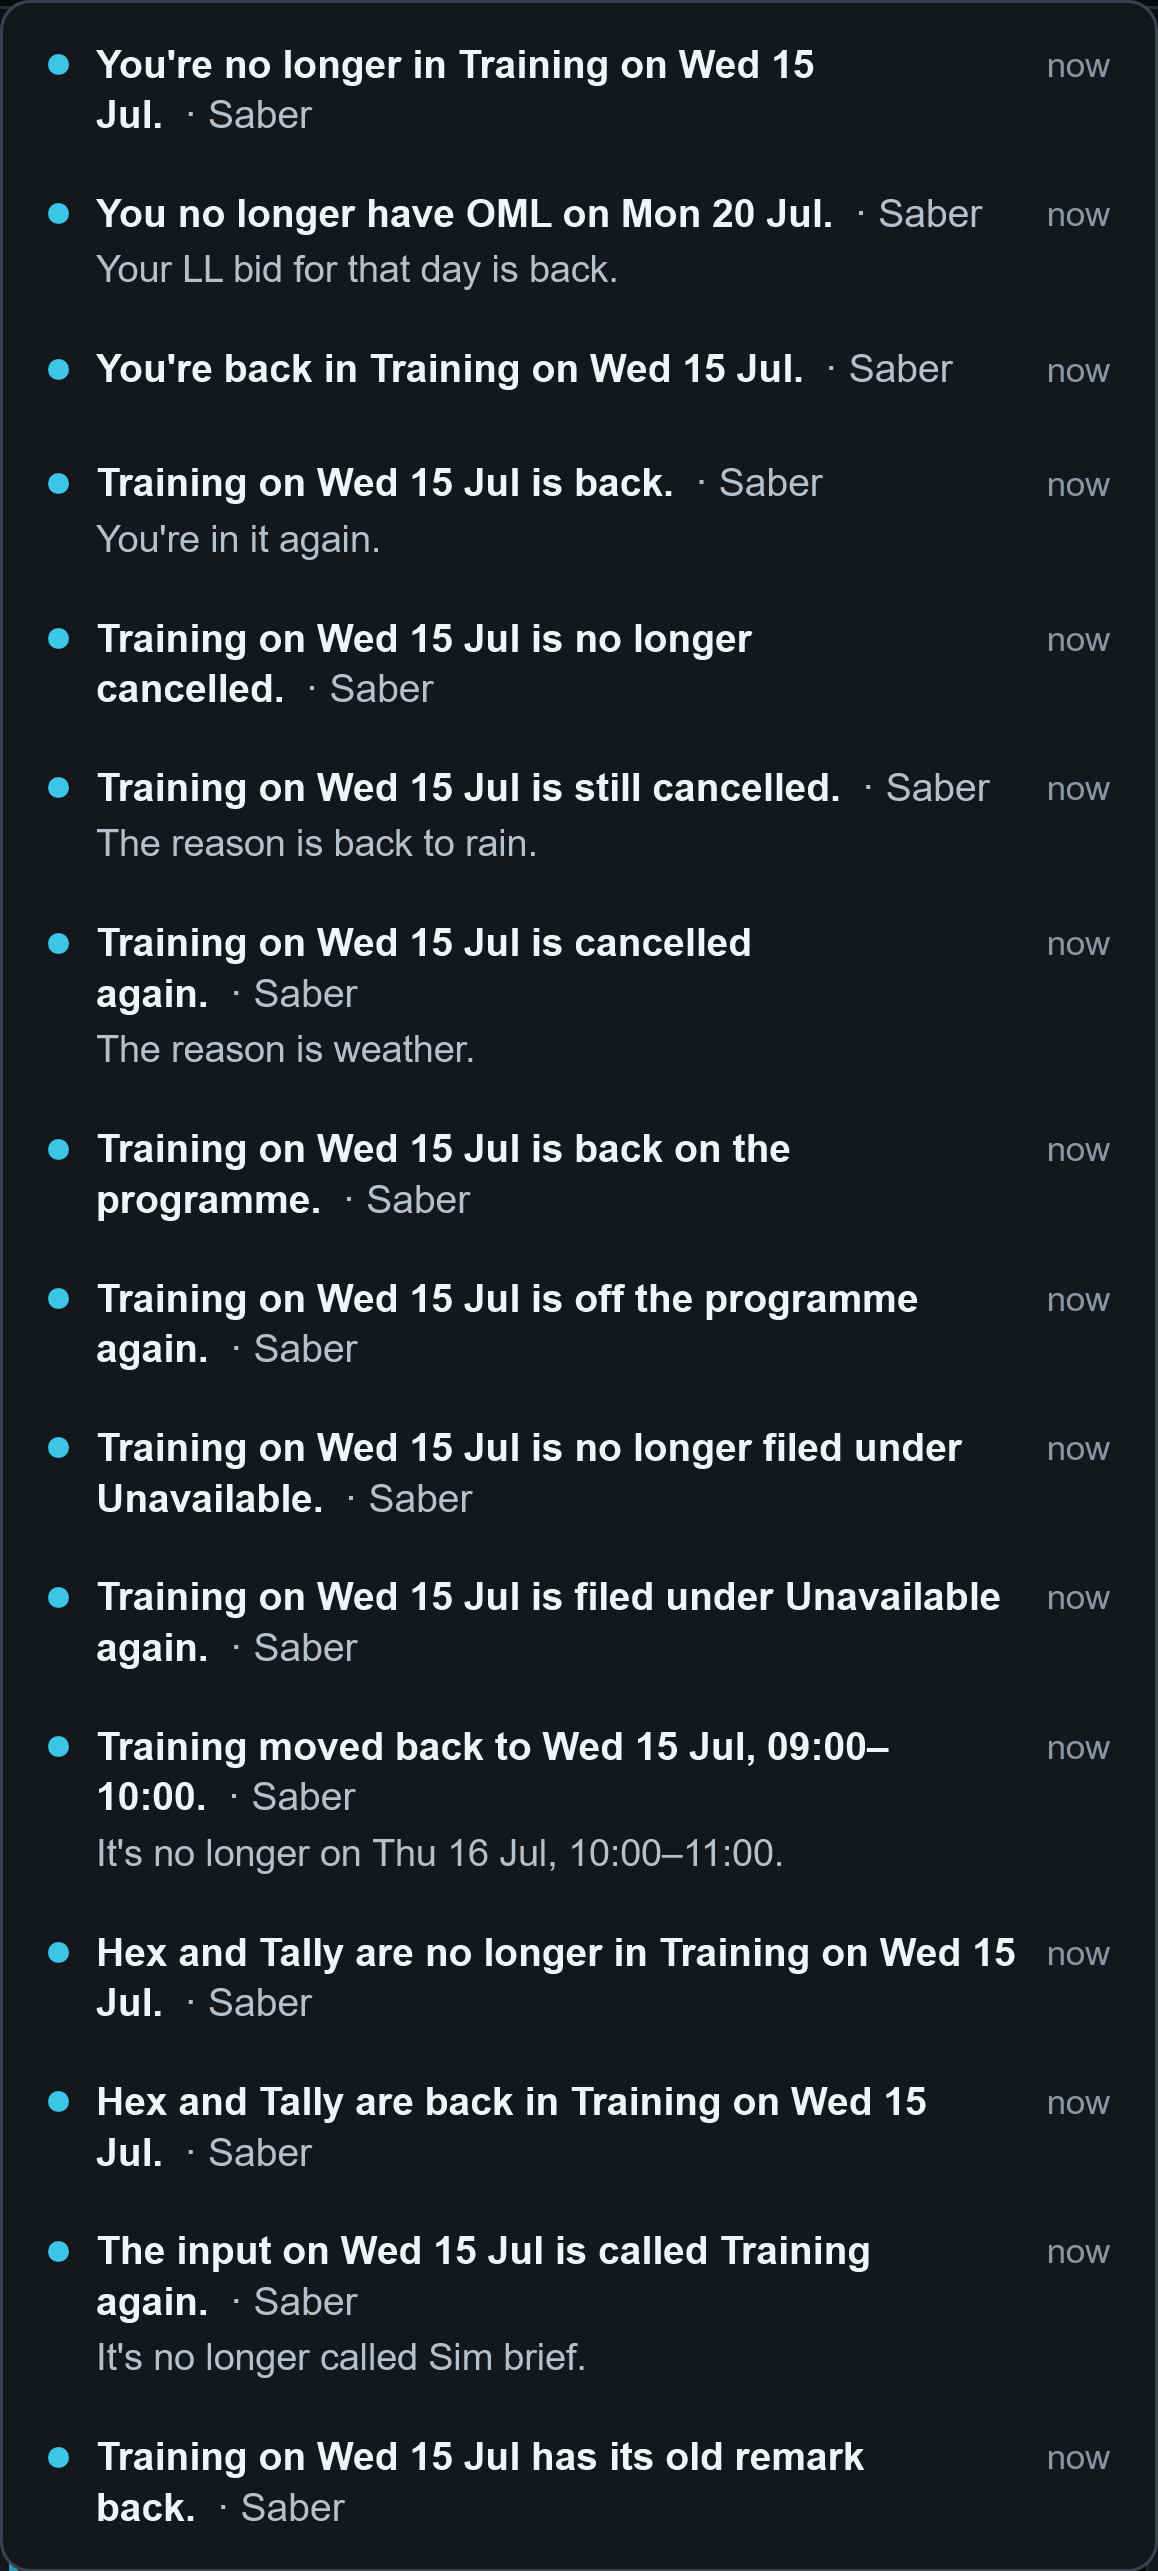 You're no longer in Training on Wed 15 now
Jul. · Saber
You no longer have OML on Mon 20 Jul. · Saber now
Your LL bid for that day is back.
You're back in Training on Wed 15 Jul. · Saber now
Training on Wed 15 Jul is back. · Saber now
You're in it again.
Training on Wed 15 Jul is no longer now
cancelled. · Saber
Training on Wed 15 Jul is still cancelled. · Saber now
The reason is back to rain.
Training on Wed 15 Jul is cancelled now
again. · Saber
The reason is weather.
Training on Wed 15 Jul is back on the now
programme. · Saber
Training on Wed 15 Jul is off the programme now
again. · Saber
Training on Wed 15 Jul is no longer filed under now
Unavailable. · Saber
Training on Wed 15 Jul is filed under Unavailable now
again. · Saber
Training moved back to Wed 15 Jul, 09:00– now
10:00. · Saber
It's no longer on Thu 16 Jul, 10:00–11:00.
Hex and Tally are no longer in Training on Wed 15 now
Jul. · Saber
Hex and Tally are back in Training on Wed 15 now
Jul. · Saber
The input on Wed 15 Jul is called Training now
again. · Saber
It's no longer called Sim brief.
Training on Wed 15 Jul has its old remark now
back. · Saber